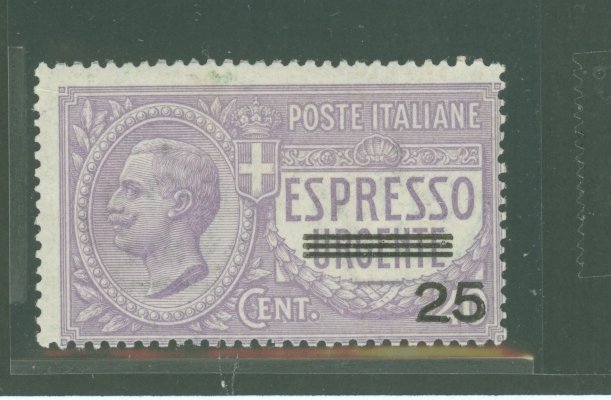 POSTE ITALIANE
ESPRESSO
URGENTE
CENT. 25